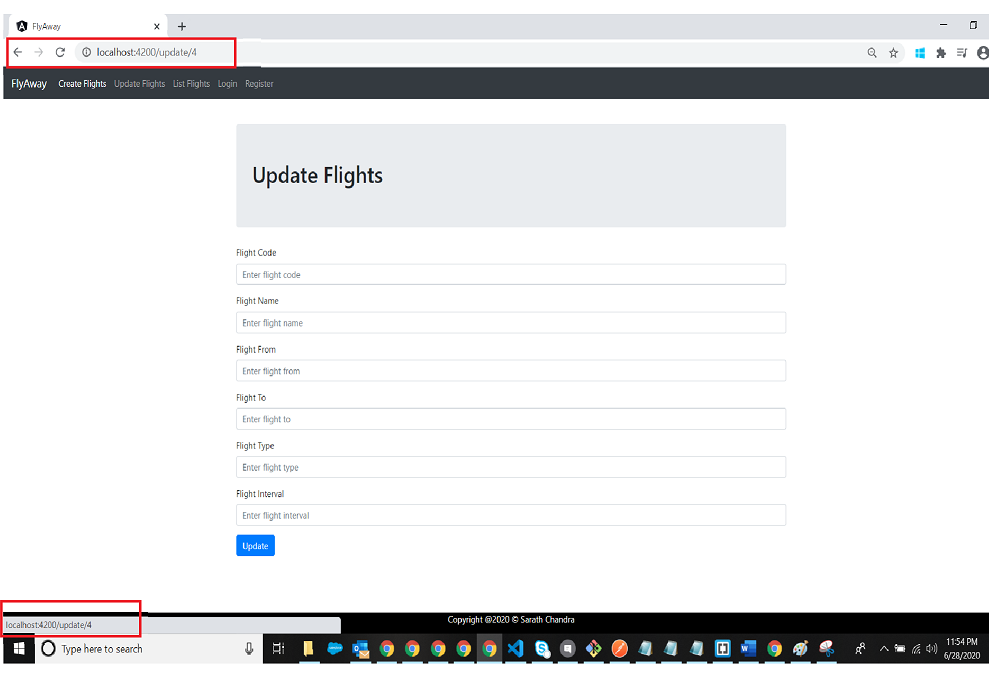 FlyAway
localhost:4200/update/4
FlyAway Create Flights Update Flights List Flights Login Register
Update Flights
Flight Code
Enter flight code
Flight Name
Enter flight name
Flight From
Enter flight from
Flight To
Enter flight to
Flight Type
Enter flight type
Flight Interval
Enter flight interval
Update
Copyright @2020 © Sarath Chandra
localhost:4200/update/4
Type here to search
11:54 PM
6/28/2020